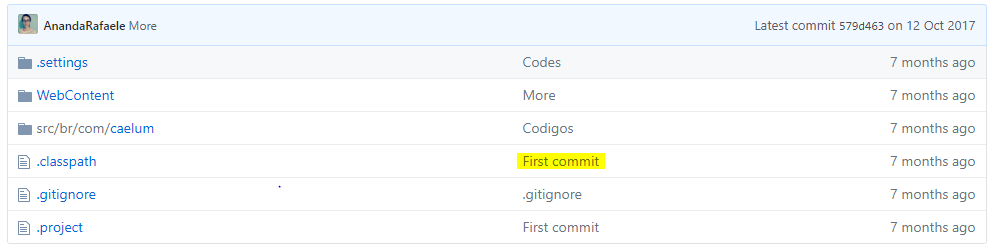 AnandaRafaele More Latest commit 579d463 on 12 Oct 2017
.settings Codes 7 months ago
WebContent More 7 months ago
src/br/com/caelum Codigos 7 months ago
.classpath First commit 7 months ago
.gitignore .gitignore 7 months ago
.project First commit 7 months ago